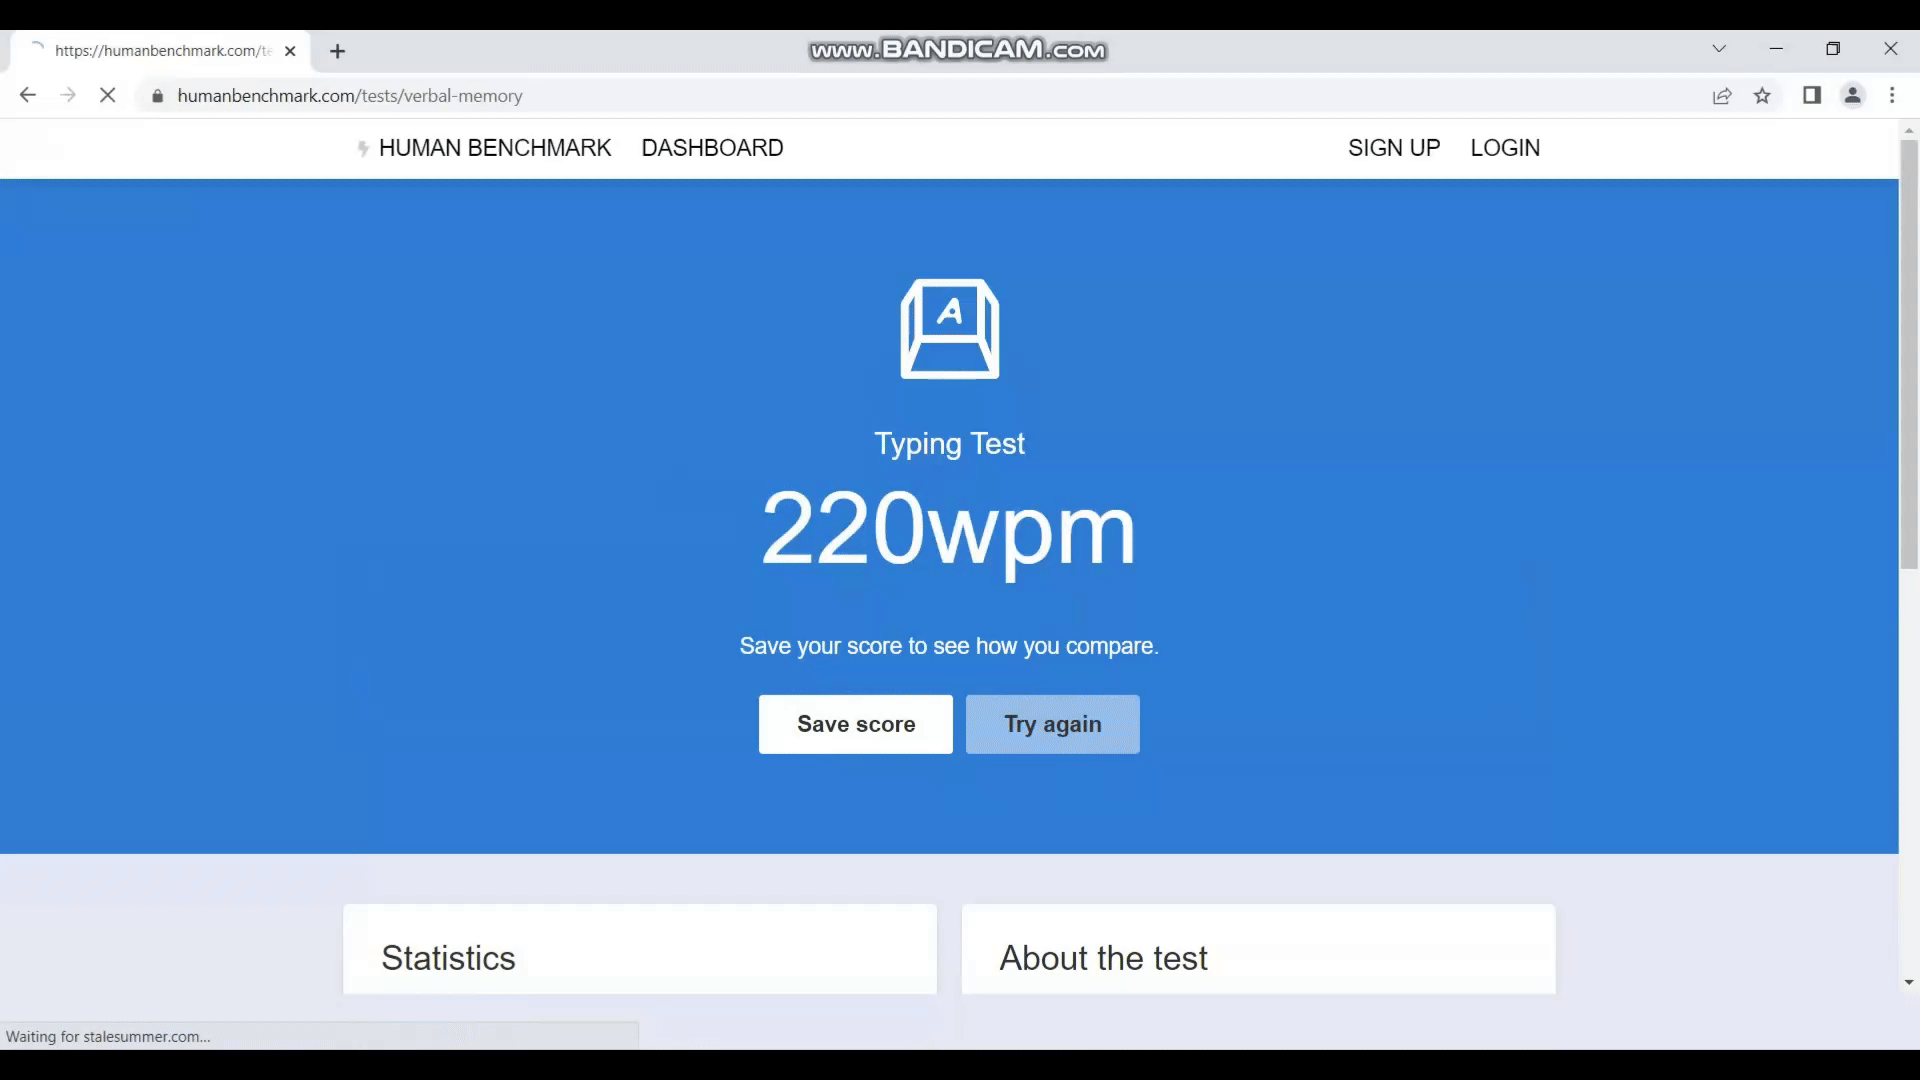 www.BANDICAM.com
https://humanbenchmark.com/te
humanbenchmark.com/tests/verbal-memory
HUMAN BENCHMARK DASHBOARD SIGN UP LOGIN
A
Typing Test
220wpm
Save your score to see how you compare.
Save score Try again
Statistics About the test
Waiting for stalesummer.com...